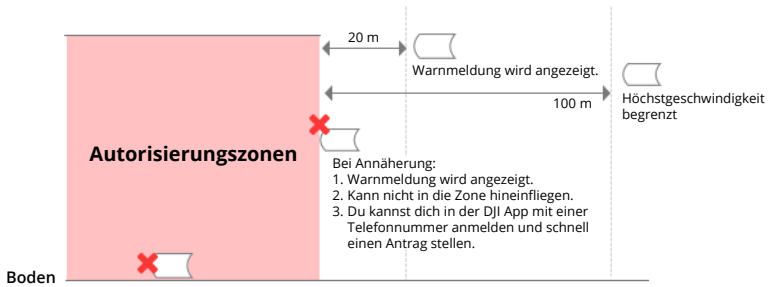 20 m
Warnmeldung wird angezeigt.
100 m
Höchstgeschwindigkeit
begrenzt
Autorisierungszonen
Bei Annäherung:
1. Warnmeldung wird angezeigt.
2. Kann nicht in die Zone hineinfliegen.
3. Du kannst dich in der DJI App mit einer
Telefonnummer anmelden und schnell
einen Antrag stellen.
Boden